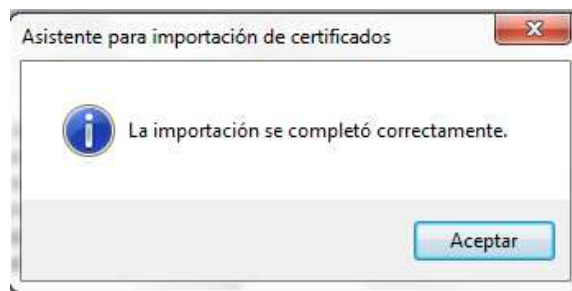 Asistente para importación de certificados
La importación se completó correctamente.
Aceptar